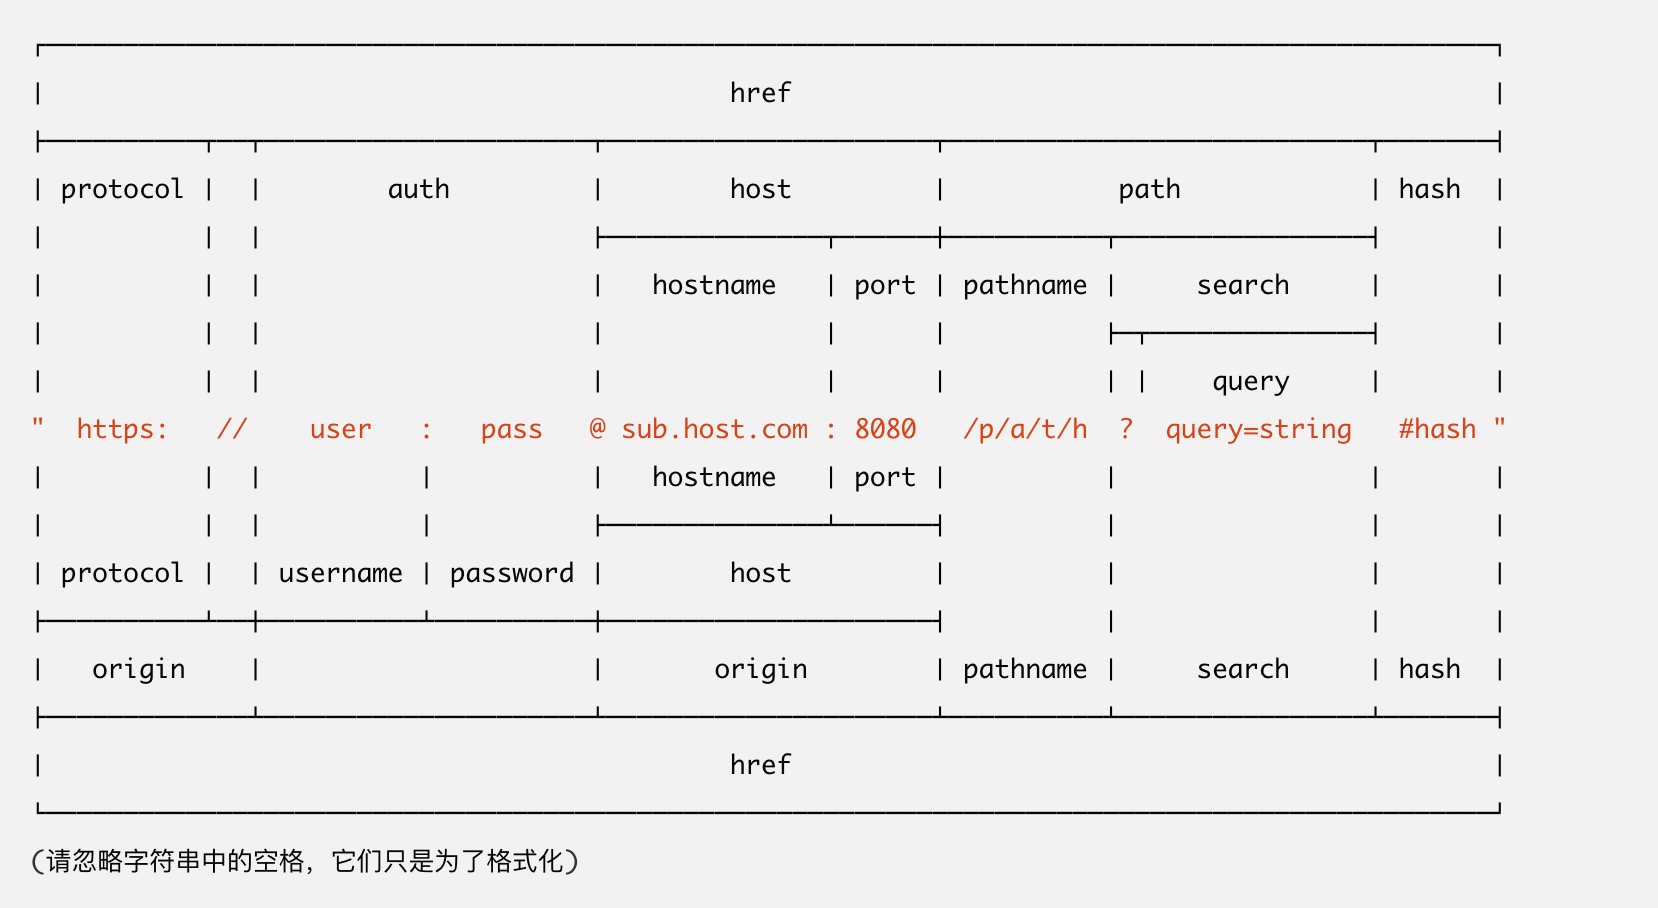 href
protocol auth host path hash
hostname port pathname search
query
" https: // user : pass @ sub.host.com : 8080 /p/a/t/h ? query=string #hash "
hostname port
protocol username password host
origin origin pathname search hash
href
(请忽略字符串中的空格，它们只是为了格式化)